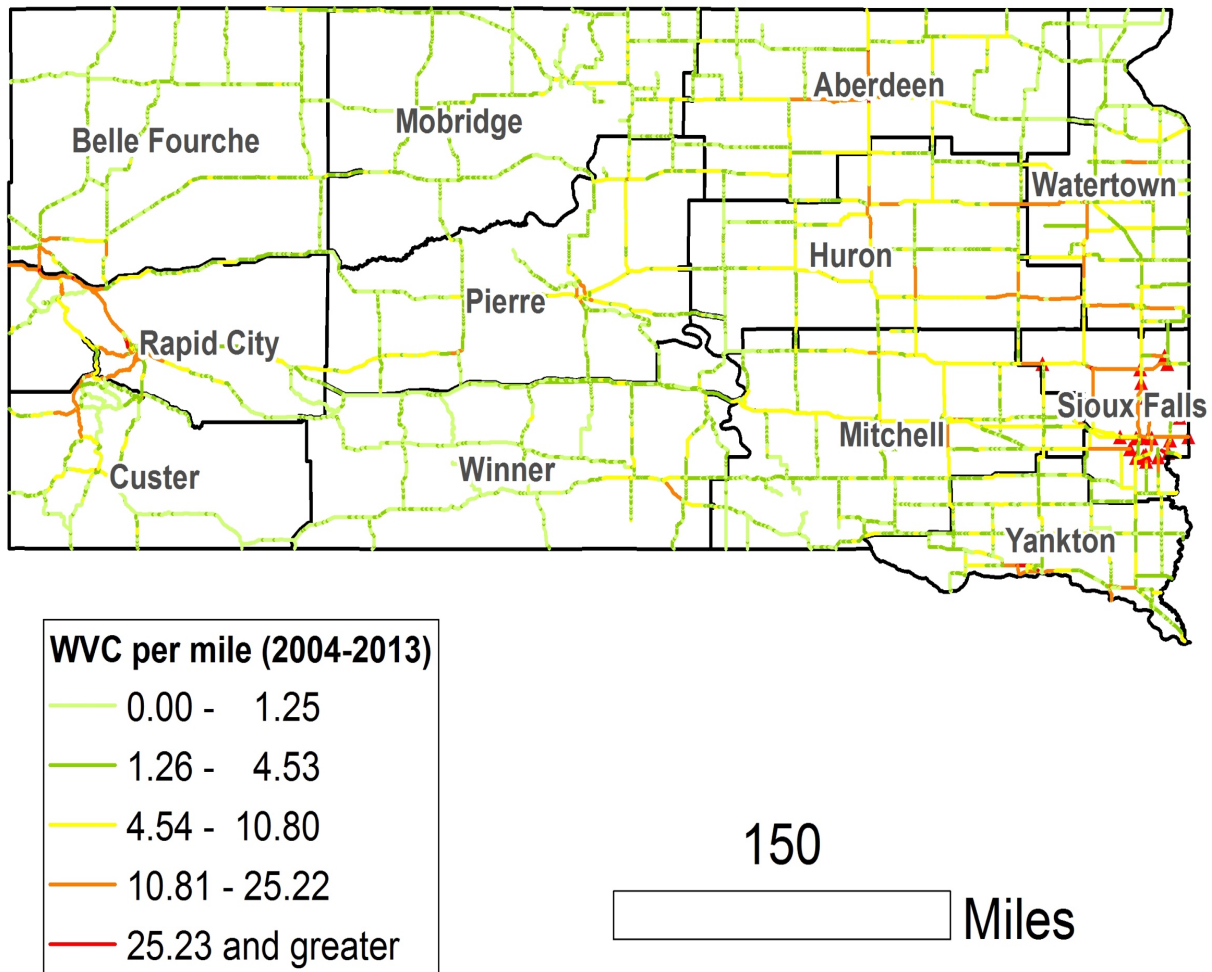 Aberdeen
Mobridge
Belle Fourche
Watertown
Huron
Pierre
Rapid City
Sioux Falls
Mitchell
Winner
Custer
Yankton
WVC per mile (2004-2013)
0.00 - 1.25
1.26 - 4.53
4.54 - 10.80
10.81 - 25.22
25.23 and greater
150
Miles